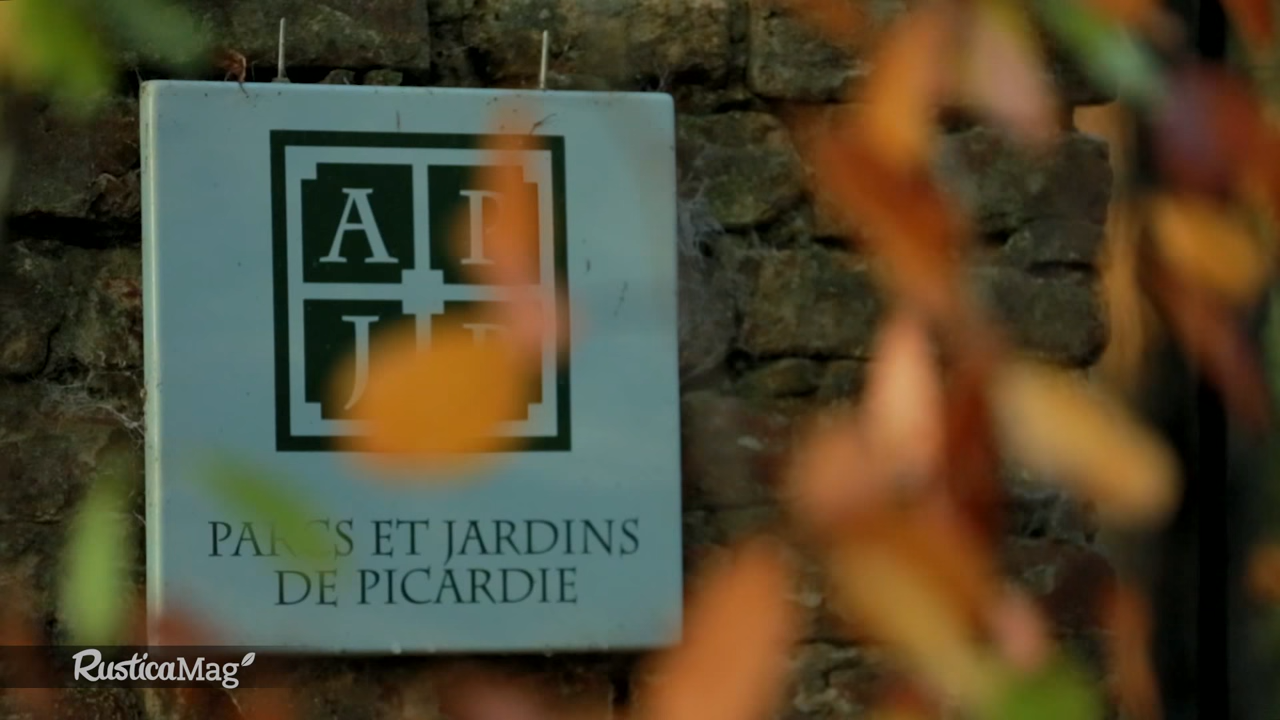 A P
J P
PARCS ET JARDINS
DE PICARDIE
RusticaMag